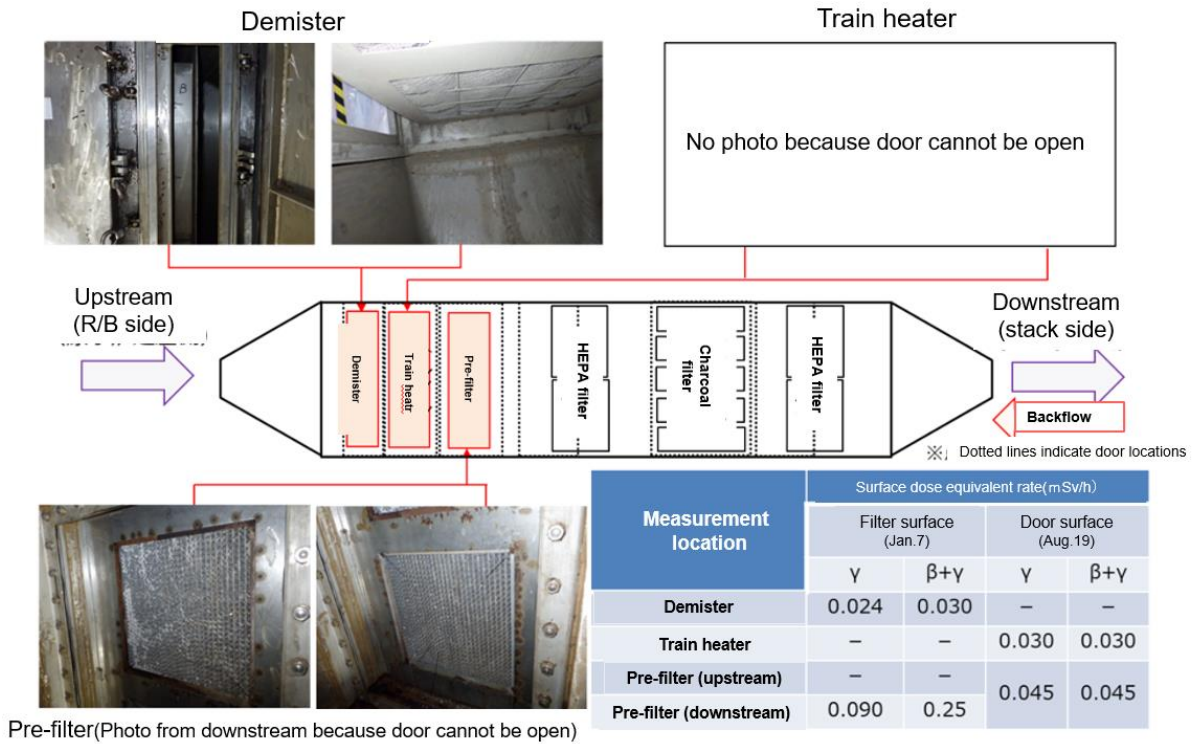 Demister
Train heater
No photo because door cannot be open
Upstream
(R/B side)
Downstream
(stack side)
Demister
Train heatr
Pre-filter
HEPA filter
Charcoal
filter
HEPA filter
Backflow
※ Dotted lines indicate door locations
Pre-filter(Photo from downstream because door cannot be open)
Measurement
location
Surface dose equivalent rate(mSv/h)
Filter surface
(Jan.7)
Door surface
(Aug.19)
γ β+γ γ β+γ
Demister 0.024 0.030 – –
Train heater – – 0.030 0.030
Pre-filter (upstream) – – 0.045 0.045
Pre-filter (downstream) 0.090 0.25